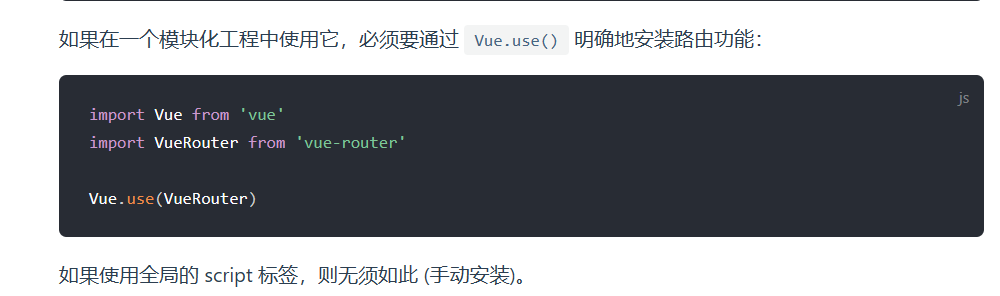 如果在一个模块化工程中使用它，必须要通过 Vue.use() 明确地安装路由功能：
js
import Vue from 'vue'
import VueRouter from 'vue-router'
Vue.use(VueRouter)
如果使用全局的 script 标签，则无须如此 (手动安装)。